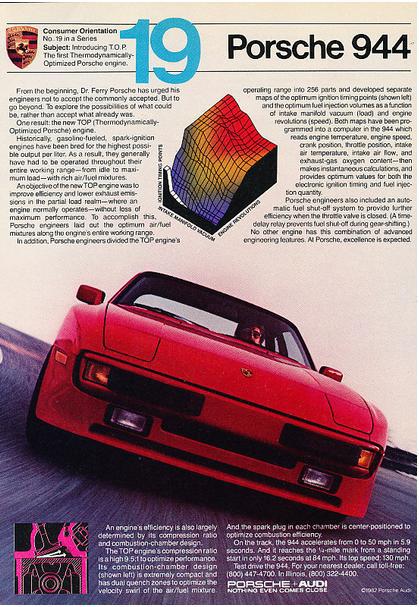 Consumer Orientation
No. 19 in a Series
Subject: Introducing T.O.P.
The first Thermodynamically-
Optimized Porsche engine.
19
Porsche 944
From the beginning, Dr. Ferry Porsche has urged his
engineers not to accept the commonly accepted. But to
go beyond. To explore the possibilities of what could
be, rather than accept what already was.
One result: the new TOP (Thermodynamically-
Optimized Porsche) engine.
Historically, gasoline-fueled, spark-ignition
engines have been bred for the highest possi-
ble output per liter. As a result, they generally
have had to be operated throughout their
entire working range—from idle to maxi-
mum load—with rich air/fuel mixtures.
An objective of the new TOP engine was to
improve efficiency and lower exhaust emis-
sions in the partial load realm—where an
engine normally operates—without loss of
maximum performance. To accomplish this,
Porsche engineers laid out the optimum air/fuel
mixtures along the engine's entire working range.
In addition, Porsche engineers divided the TOP engine's
IGNITION TIMING POINTS
INTAKE MANIFOLD VACUUM
ENGINE REVOLUTIONS
operating range into 256 parts and developed separate
maps of the optimum ignition timing points (shown left)
and the optimum fuel injection volumes as a function
of intake manifold vacuum (load) and engine
revolutions (speed). Both maps have been pro-
grammed into a computer in the 944 which
reads engine temperature, engine speed,
crank position, throttle position, intake
air temperature, intake air flow, and
exhaust-gas oxygen content—then
makes instantaneous calculations, and
provides optimum values for both the
electronic ignition timing and fuel injec-
tion quantity.
Porsche engineers also included an auto-
matic fuel shut-off system to provide further
efficiency when the throttle valve is closed. (A time-
delay relay prevents fuel shut-off during gear-shifting.)
No other engine has this combination of advanced
engineering features. At Porsche, excellence is expected.
An engine's efficiency is also largely
determined by its compression ratio
and combustion-chamber design.
The TOP engine's compression ratio
is a high 9.5:1 to optimize performance.
Its combustion-chamber design
(shown left) is extremely compact and
has dual quench zones to optimize the
velocity swirl of the air/fuel mixture.
And the spark plug in each chamber is center-positioned to
optimize combustion efficiency.
On the track, the 944 accelerates from 0 to 50 mph in 5.9
seconds. And it reaches the ¼-mile mark from a standing
start in only 16.2 seconds at 84 mph. Its top speed: 130 mph.
Test drive the 944. For your nearest dealer, call toll-free:
(800) 447-4700. In Illinois, (800) 322-4400.
PORSCHE+AUDI
NOTHING EVEN COMES CLOSE
©1982 Porsche Audi